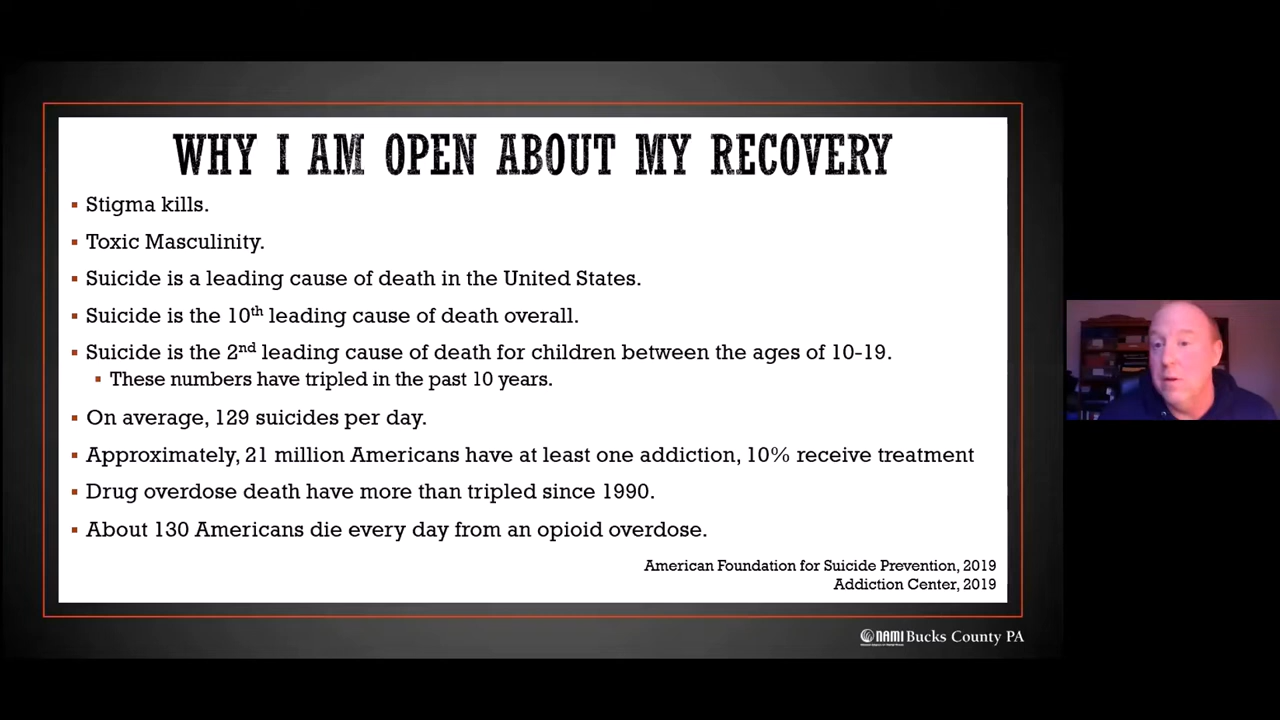 WHY I AM OPEN ABOUT MY RECOVERY
Stigma kills.
Toxic Masculinity.
Suicide is a leading cause of death in the United States.
Suicide is the 10th leading cause of death overall.
Suicide is the 2nd leading cause of death for children between the ages of 10-19.
These numbers have tripled in the past 10 years.
On average, 129 suicides per day.
Approximately, 21 million Americans have at least one addiction, 10% receive treatment
Drug overdose death have more than tripled since 1990.
About 130 Americans die every day from an opioid overdose.
American Foundation for Suicide Prevention, 2019
Addiction Center, 2019
NAMI Bucks County PA